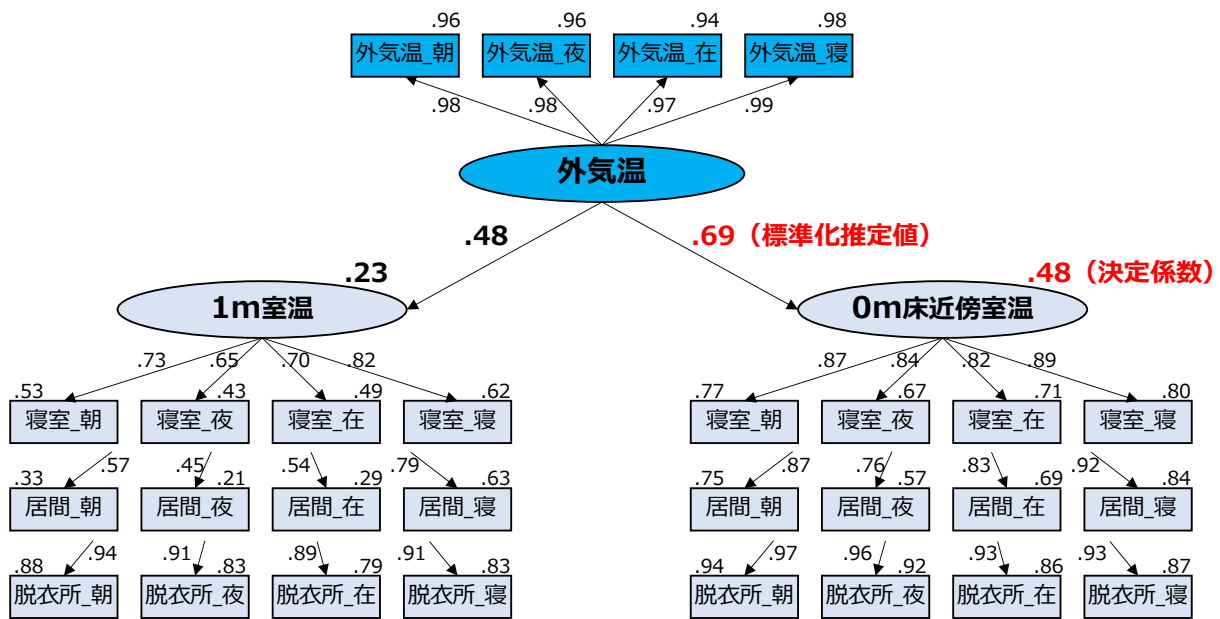 .96 .96 .94 .98
外気温_朝 外気温_夜 外気温_在 外気温_寝
.98 .98 .97 .99
外気温
.48 .69（標準化推定値）
.23 .48（決定係数）
1m室温 0m床近傍室温
.73 .65 .70 .82 .87 .84 .82 .89
.53 .43 .49 .62 .77 .67 .71 .80
寝室_朝 寝室_夜 寝室_在 寝室_寝 寝室_朝 寝室_夜 寝室_在 寝室_寝
.57 .45 .54 .79 .87 .76 .83 .92
.33 .21 .29 .63 .75 .57 .69 .84
居間_朝 居間_夜 居間_在 居間_寝 居間_朝 居間_夜 居間_在 居間_寝
.94 .91 .89 .91 .97 .96 .93 .93
.88 .83 .79 .83 .94 .92 .86 .87
脱衣所_朝 脱衣所_夜 脱衣所_在 脱衣所_寝 脱衣所_朝 脱衣所_夜 脱衣所_在 脱衣所_寝